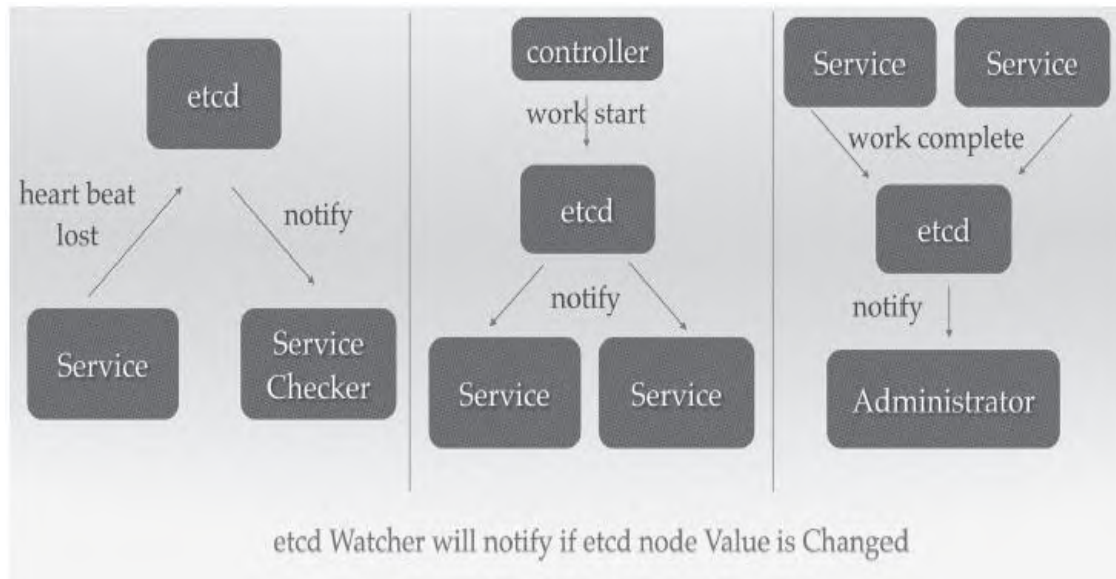 etcd
heart beat
lost
notify
Service
Service
Checker
controller
work start
etcd
notify
Service
Service
Service
Service
work complete
etcd
notify
Administrator
etcd Watcher will notify if etcd node Value is Changed